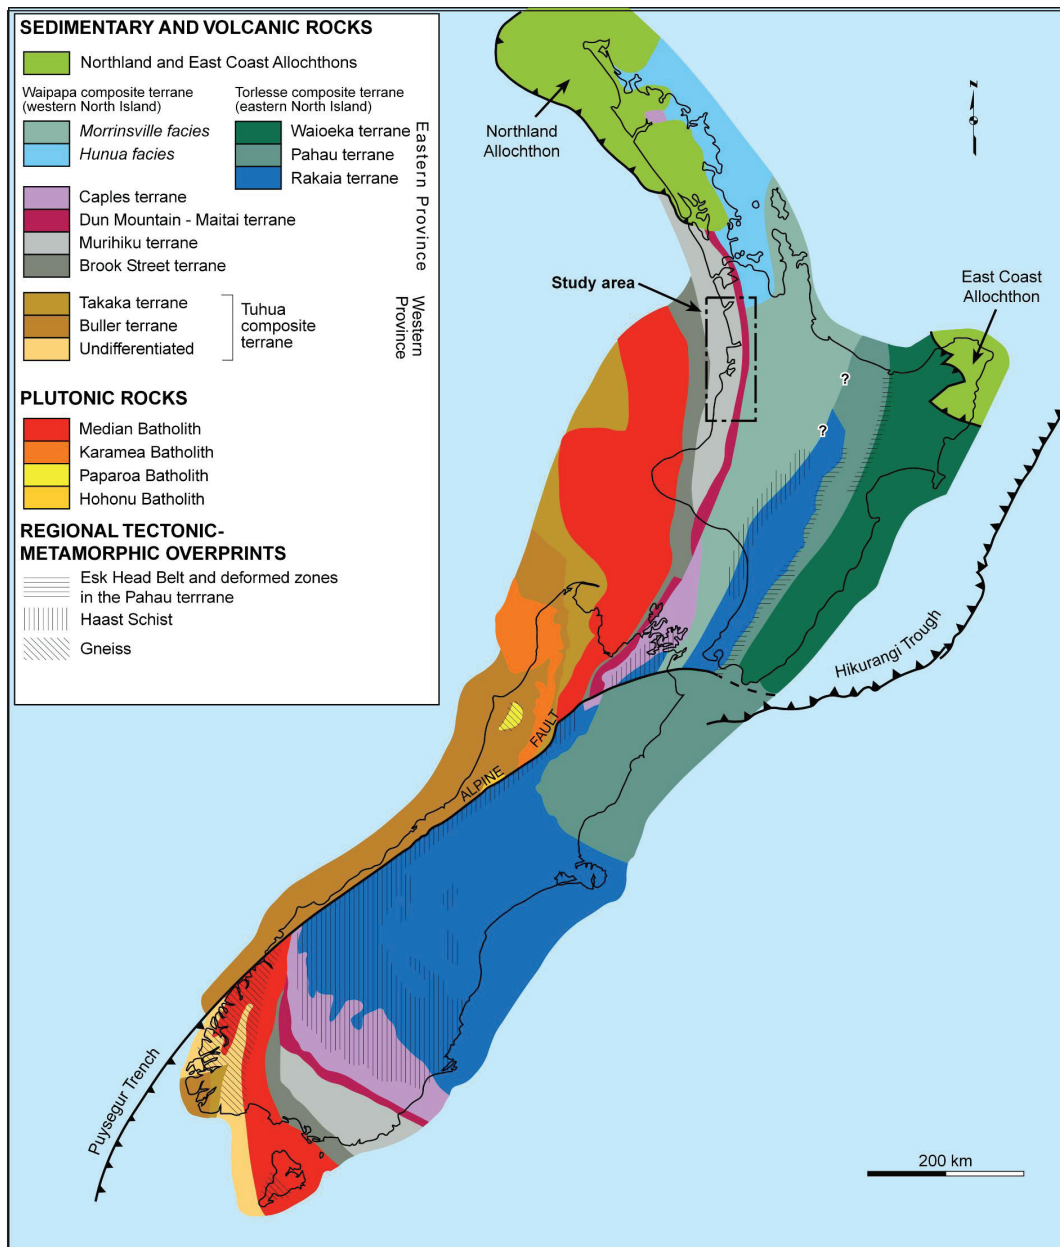 SEDIMENTARY AND VOLCANIC ROCKS
Northland and East Coast Allochthons
Waipapa composite terrane
(western North Island)
Torlesse composite terrane
(eastern North Island)
Morrinsville facies
Hunua facies
Waioeka terrane
Pahau terrane
Rakaia terrane
Caples terrane
Dun Mountain - Maitai terrane
Murihiku terrane
Brook Street terrane
Eastern Province
Takaka terrane
Buller terrane
Undifferentiated
Tuhua
composite
terrane
Western
Province
PLUTONIC ROCKS
Median Batholith
Karamea Batholith
Paparoa Batholith
Hohonu Batholith
REGIONAL TECTONIC-
METAMORPHIC OVERPRINTS
Esk Head Belt and deformed zones
in the Pahau terrrane
Haast Schist
Gneiss
N
Northland
Allochthon
Study area
East Coast
Allochthon
?
?
Hikurangi Trough
ALPINE
FAULT
Puysegur Trench
200 km